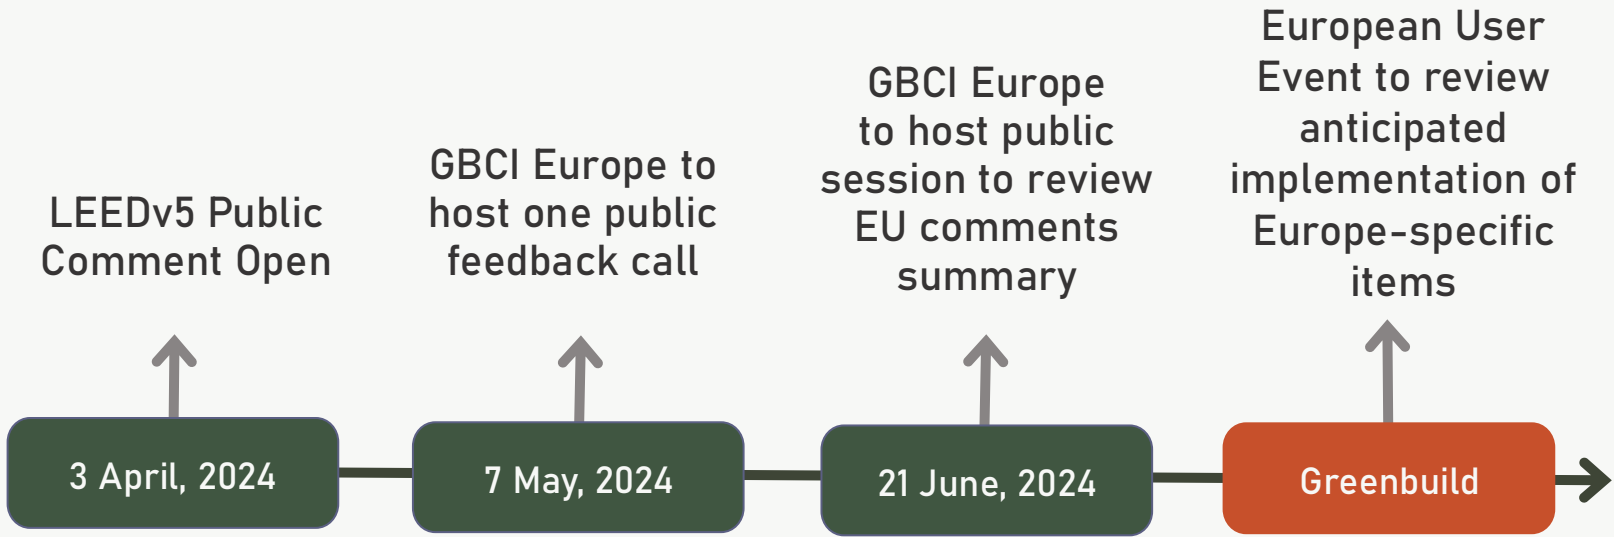 LEEDv5 Public
Comment Open
GBCI Europe to
host one public
feedback call
GBCI Europe
to host public
session to review
EU comments
summary
European User
Event to review
anticipated
implementation of
Europe-specific
items
3 April, 2024
7 May, 2024
21 June, 2024
Greenbuild